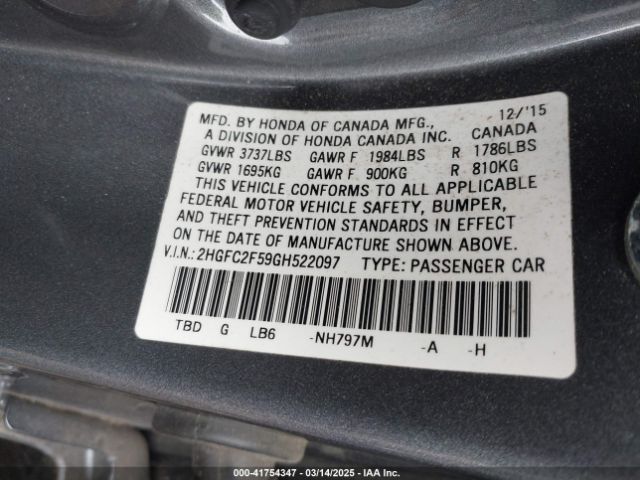 MFD. BY HONDA OF CANADA MFG., 12/'15
A DIVISION OF HONDA CANADA INC. CANADA
GVWR 3737LBS GAWR F 1984LBS R 1786LBS
GVWR 1695KG GAWR F 900KG R 810KG
THIS VEHICLE CONFORMS TO ALL APPLICABLE
FEDERAL MOTOR VEHICLE SAFETY, BUMPER,
AND THEFT PREVENTION STANDARDS IN EFFECT
ON THE DATE OF MANUFACTURE SHOWN ABOVE.
V.I.N.: 2HGFC2F59GH522097 TYPE: PASSENGER CAR
TBD G LB6 -NH797M -A -H
000-41754347 | 03/14/2025 | IAA Inc.